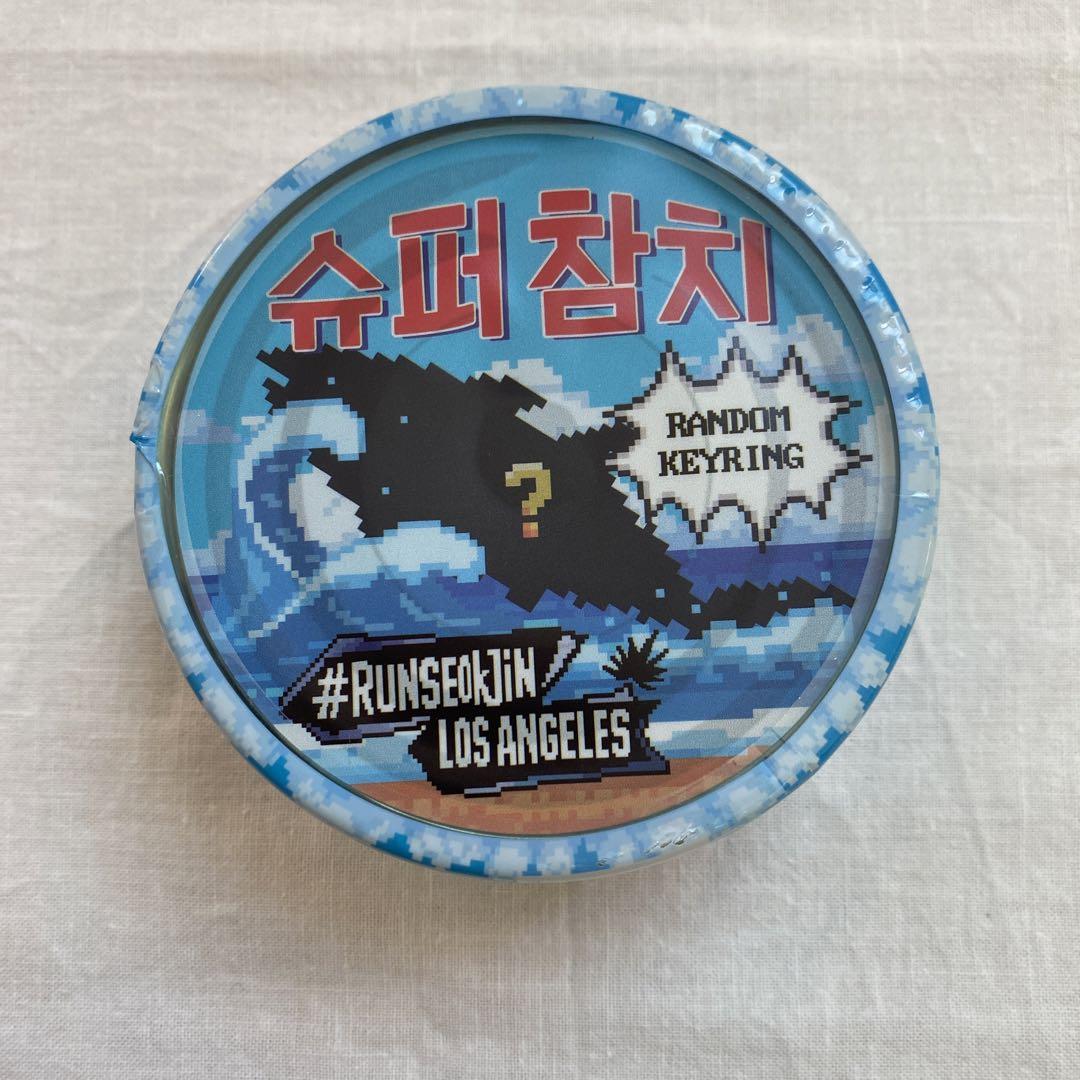 슈퍼 참치
RANDOM
KEYRING
?
#RUNSEOKJIN
LOS ANGELES